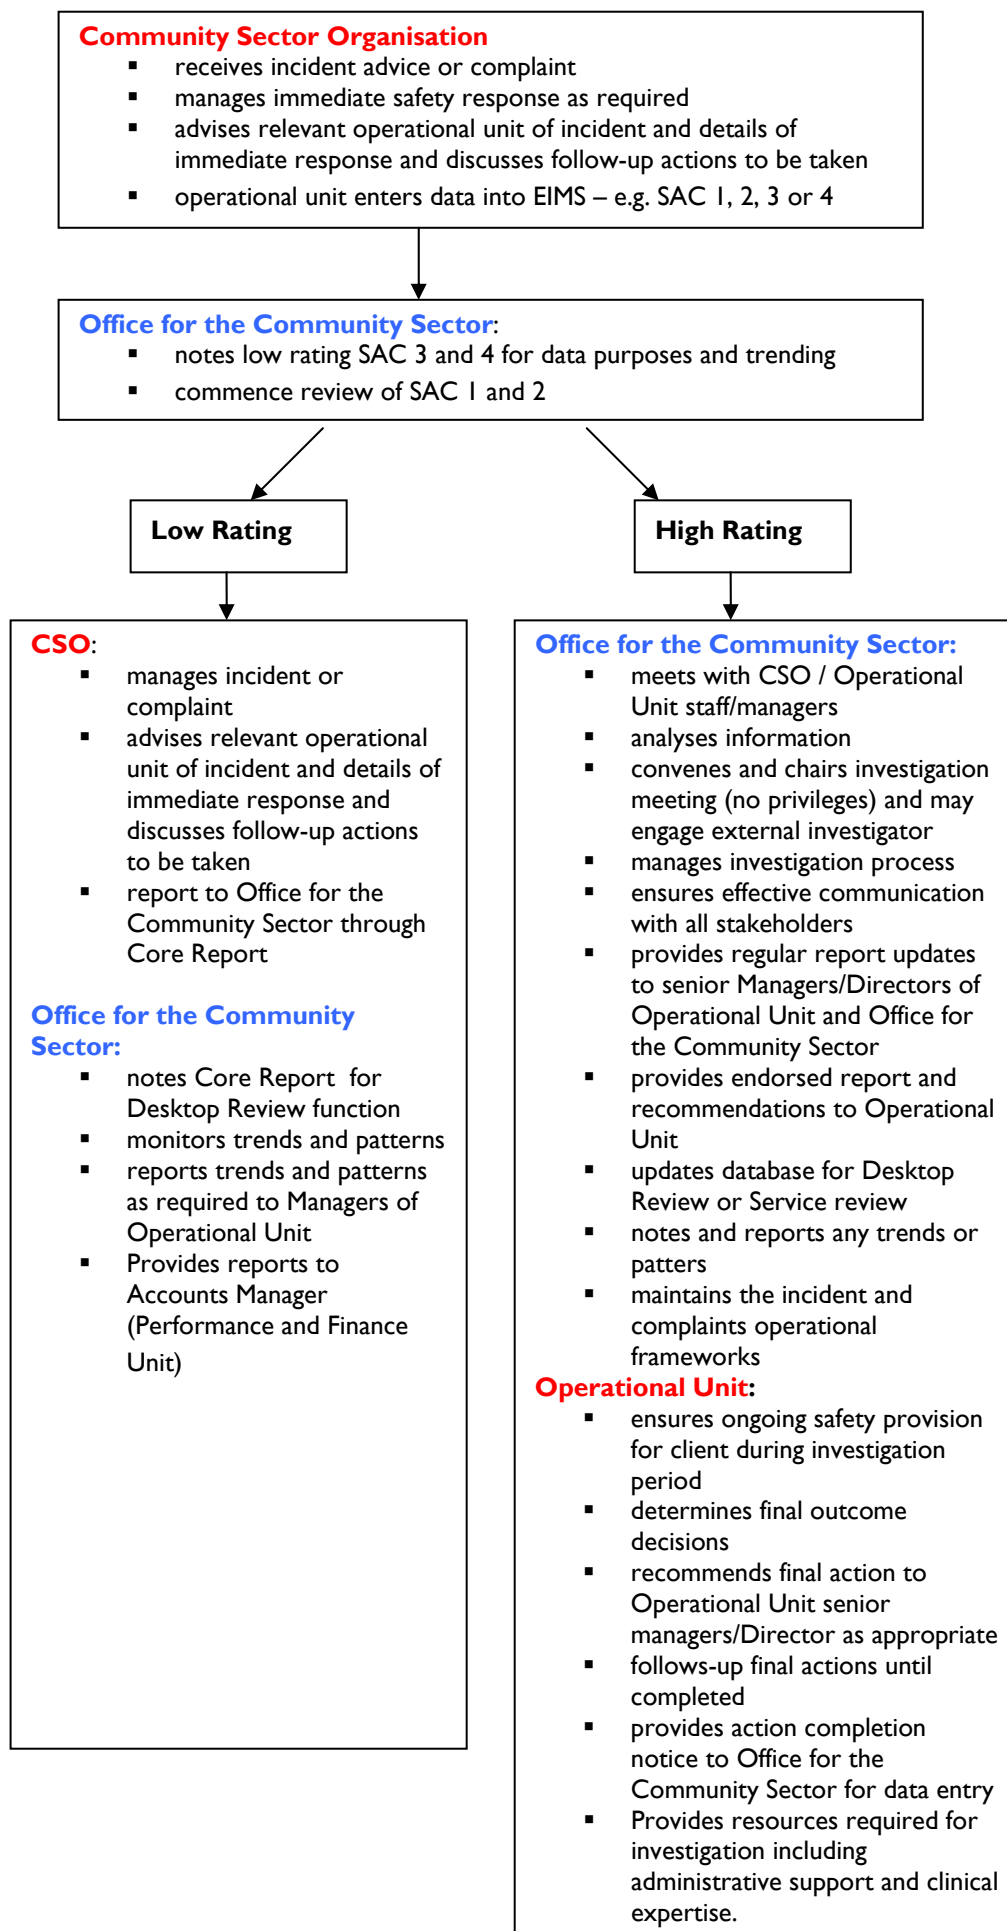 Community Sector Organisation
▪ receives incident advice or complaint
▪ manages immediate safety response as required
▪ advises relevant operational unit of incident and details of
immediate response and discusses follow-up actions to be taken
▪ operational unit enters data into EIMS – e.g. SAC 1, 2, 3 or 4
Office for the Community Sector:
▪ notes low rating SAC 3 and 4 for data purposes and trending
▪ commence review of SAC 1 and 2
Low Rating
High Rating
CSO:
▪ manages incident or
complaint
▪ advises relevant operational
unit of incident and details of
immediate response and
discusses follow-up actions
to be taken
▪ report to Office for the
Community Sector through
Core Report
Office for the Community
Sector:
▪ notes Core Report for
Desktop Review function
▪ monitors trends and patterns
▪ reports trends and patterns
as required to Managers of
Operational Unit
▪ Provides reports to
Accounts Manager
(Performance and Finance
Unit)
Office for the Community Sector:
▪ meets with CSO / Operational
Unit staff/managers
▪ analyses information
▪ convenes and chairs investigation
meeting (no privileges) and may
engage external investigator
▪ manages investigation process
▪ ensures effective communication
with all stakeholders
▪ provides regular report updates
to senior Managers/Directors of
Operational Unit and Office for
the Community Sector
▪ provides endorsed report and
recommendations to Operational
Unit
▪ updates database for Desktop
Review or Service review
▪ notes and reports any trends or
patters
▪ maintains the incident and
complaints operational
frameworks
Operational Unit:
▪ ensures ongoing safety provision
for client during investigation
period
▪ determines final outcome
decisions
▪ recommends final action to
Operational Unit senior
managers/Director as appropriate
▪ follows-up final actions until
completed
▪ provides action completion
notice to Office for the
Community Sector for data entry
▪ Provides resources required for
investigation including
administrative support and clinical
expertise.